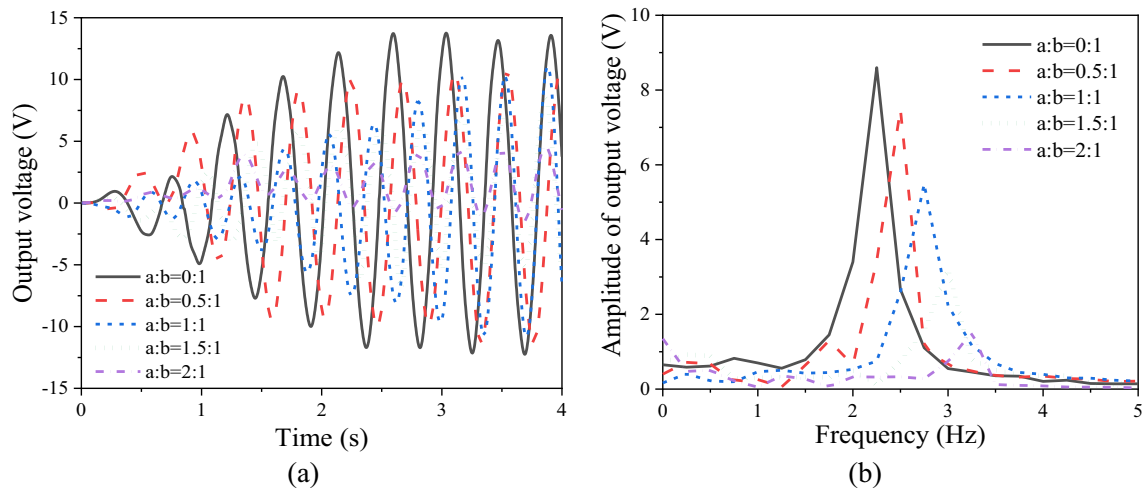 15
10
5
0
-5
-10
-15
Output voltage (V)
a:b=0:1
a:b=0.5:1
a:b=1:1
a:b=1.5:1
a:b=2:1
0
1
2
3
4
Time (s)
(a)
10
8
6
4
2
0
Amplitude of output voltage (V)
a:b=0:1
a:b=0.5:1
a:b=1:1
a:b=1.5:1
a:b=2:1
0
1
2
3
4
5
Frequency (Hz)
(b)